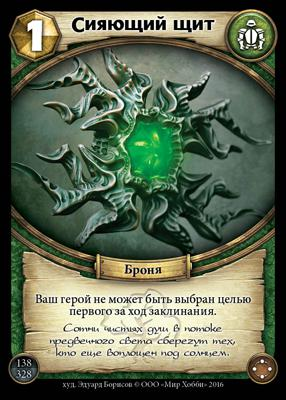 1
Сияющий щит
Броня
Ваш герой не может быть выбран целью
первого за ход заклинания.
Сотни чистых душ в потоке
предвечного света сберегут тех,
кто еще воплощен под солнцем.
138
328
худ. Эдуард Борисов © ООО «Мир Хобби» 2016